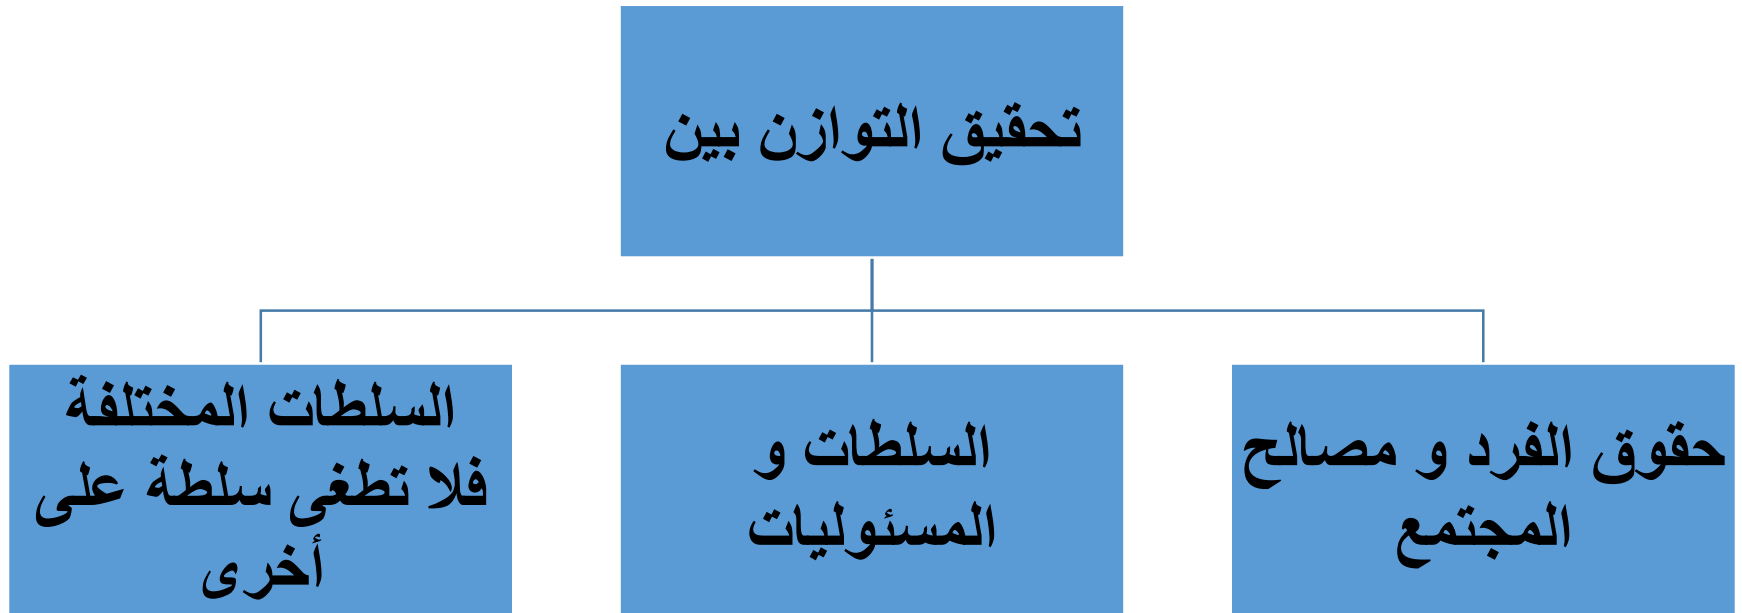 تحقيق التوازن بين
حقوق الفرد و مصالح
المجتمع
السلطات و
المسئوليات
السلطات المختلفة
فلا تطغى سلطة على
أخرى